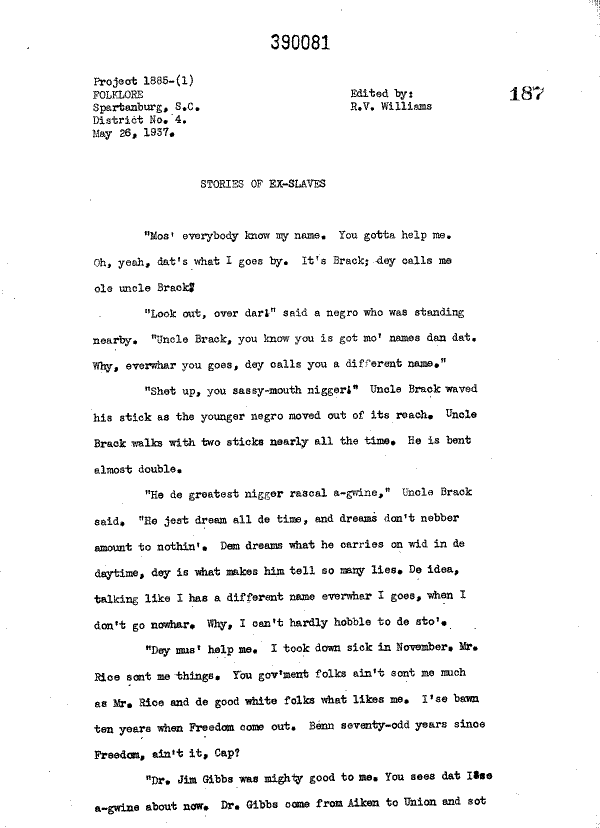 390081
Project 1885-(1)
FOLKLORE
Spartanburg, S.C.
District No. 4.
May 26, 1937.
Edited by:
R.V. Williams
187
STORIES OF EX-SLAVES
"Mos' everybody know my name. You gotta help me.
Oh, yeah, dat's what I goes by. It's Brack; dey calls me
ole uncle Brack!
"Look out, over dar!" said a negro who was standing
nearby. "Uncle Brack, you know you is got mo' names dan dat.
Why, everwhar you goes, dey calls you a different name."
"Shet up, you sassy-mouth nigger!" Uncle Brack waved
his stick as the younger negro moved out of its reach. Uncle
Brack walks with two sticks nearly all the time. He is bent
almost double.
"He de greatest nigger rascal a-gwine," Uncle Brack
said. "He jest dream all de time, and dreams don't nebber
amount to nothin'. Dem dreams what he carries on wid in de
daytime, dey is what makes him tell so many lies. De idea,
talking like I has a different name everwhar I goes, when I
don't go nowhar. Why, I can't hardly hobble to de sto'.
"Dey mus' help me. I took down sick in November. Mr.
Rice sont me things. You gov'ment folks ain't sont me much
as Mr. Rice and de good white folks what likes me. I'se bawn
ten years when Freedom come out. Benn seventy-odd years since
Freedom, ain't it, Cap?
"Dr. Jim Gibbs was mighty good to me. You sees dat I'se
a-gwine about now. Dr. Gibbs come from Aiken to Union and sot